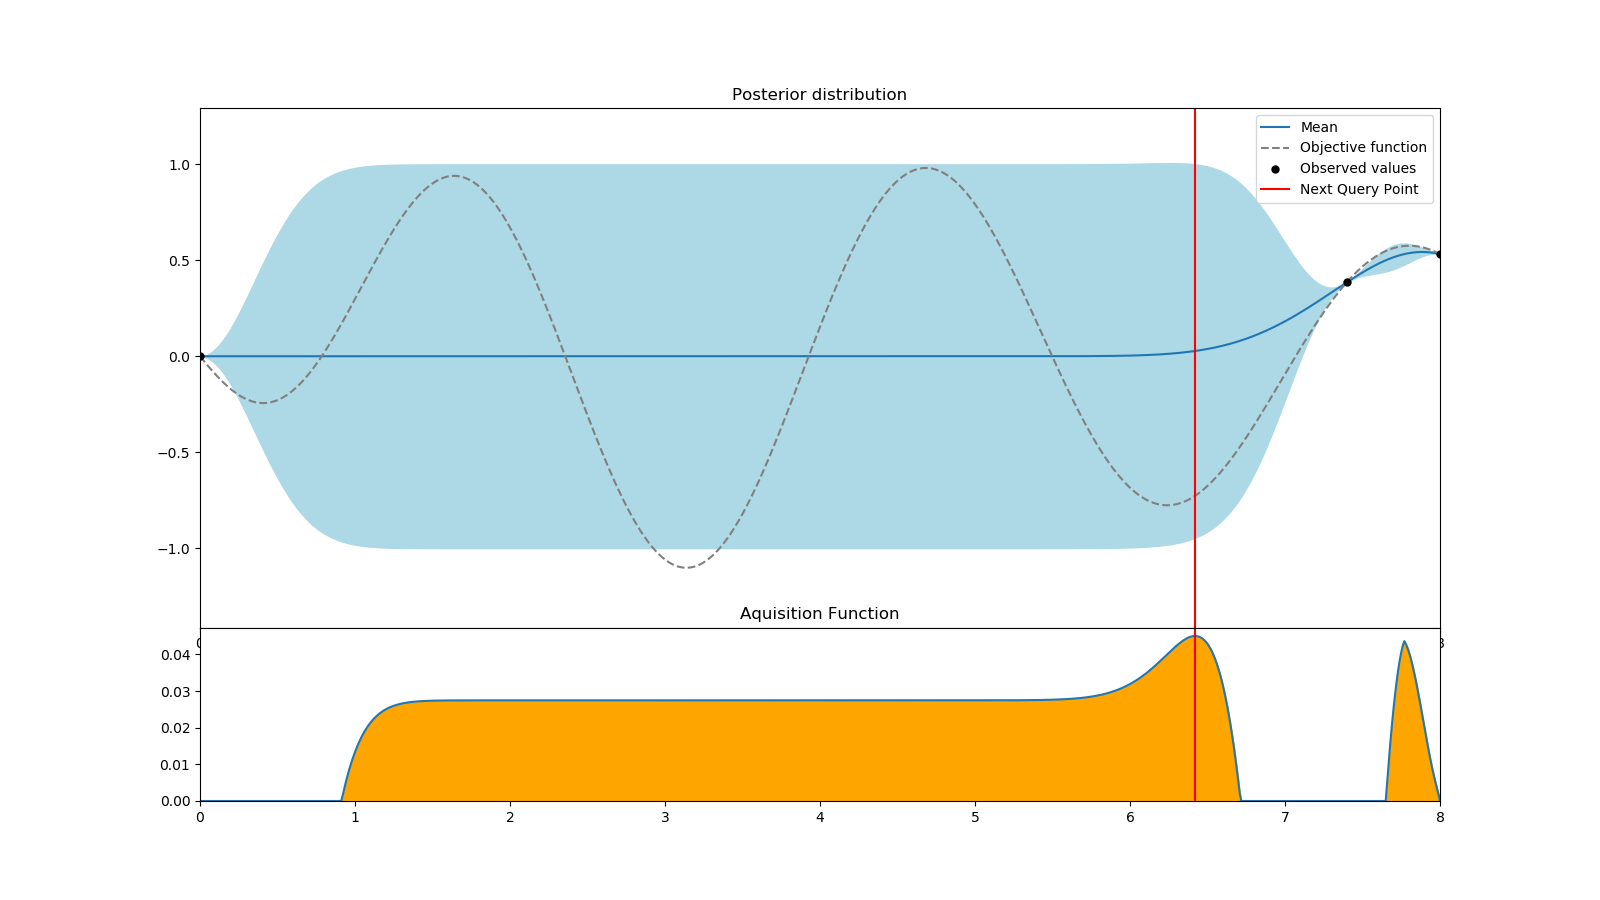 Posterior distribution
Mean
Objective function
Observed values
Next Query Point
1.0
0.5
0.0
−0.5
−1.0
Aquisition Function
0.04
0.03
0.02
0.01
0.00
0 1 2 3 4 5 6 7 8